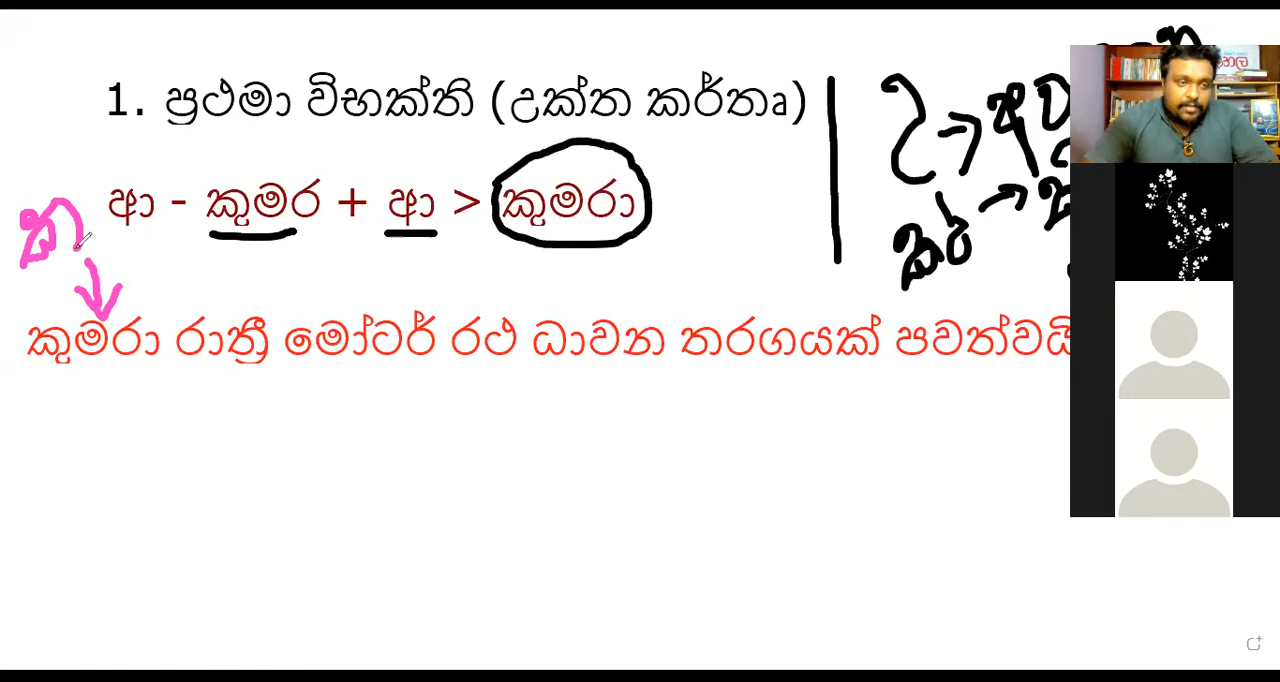 1. ප්‍රථමා විභක්ති (උක්ත කර්තෘ)
ආ - කුමර + ආ > කුමරා
කුමරා රාත්‍රී මෝටර් රථ ධාවන තරගයක් පවත්වයි